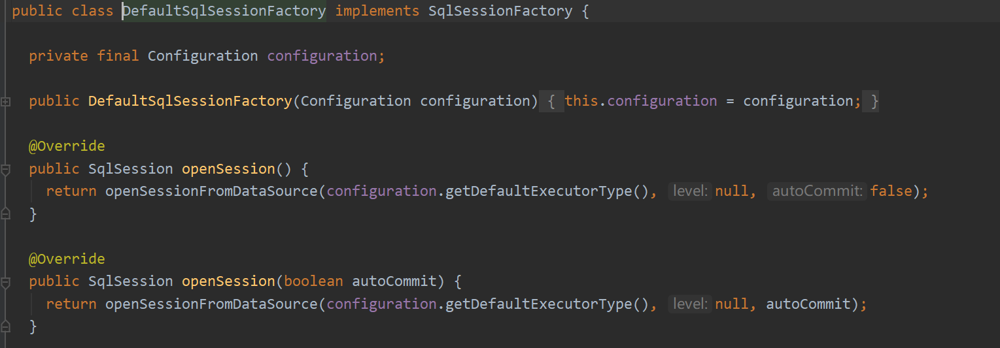 public class DefaultSqlSessionFactory implements SqlSessionFactory {
private final Configuration configuration;
public DefaultSqlSessionFactory(Configuration configuration) { this.configuration = configuration; }
@Override
public SqlSession openSession() {
return openSessionFromDataSource(configuration.getDefaultExecutorType(), level: null, autoCommit: false);
}
@Override
public SqlSession openSession(boolean autoCommit) {
return openSessionFromDataSource(configuration.getDefaultExecutorType(), level: null, autoCommit);
}